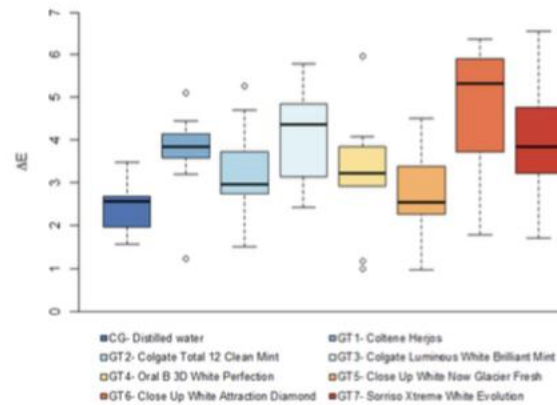 7
6
5
4
3
2
1
0
ΔE
CG- Distilled water
GT1- Coltene Herjos
GT2- Colgate Total 12 Clean Mint
GT3- Colgate Luminous White Brilliant Mint
GT4- Oral B 3D White Perfection
GT5- Close Up White Now Glacier Fresh
GT6- Close Up White Attraction Diamond
GT7- Sorriso Xtreme White Evolution